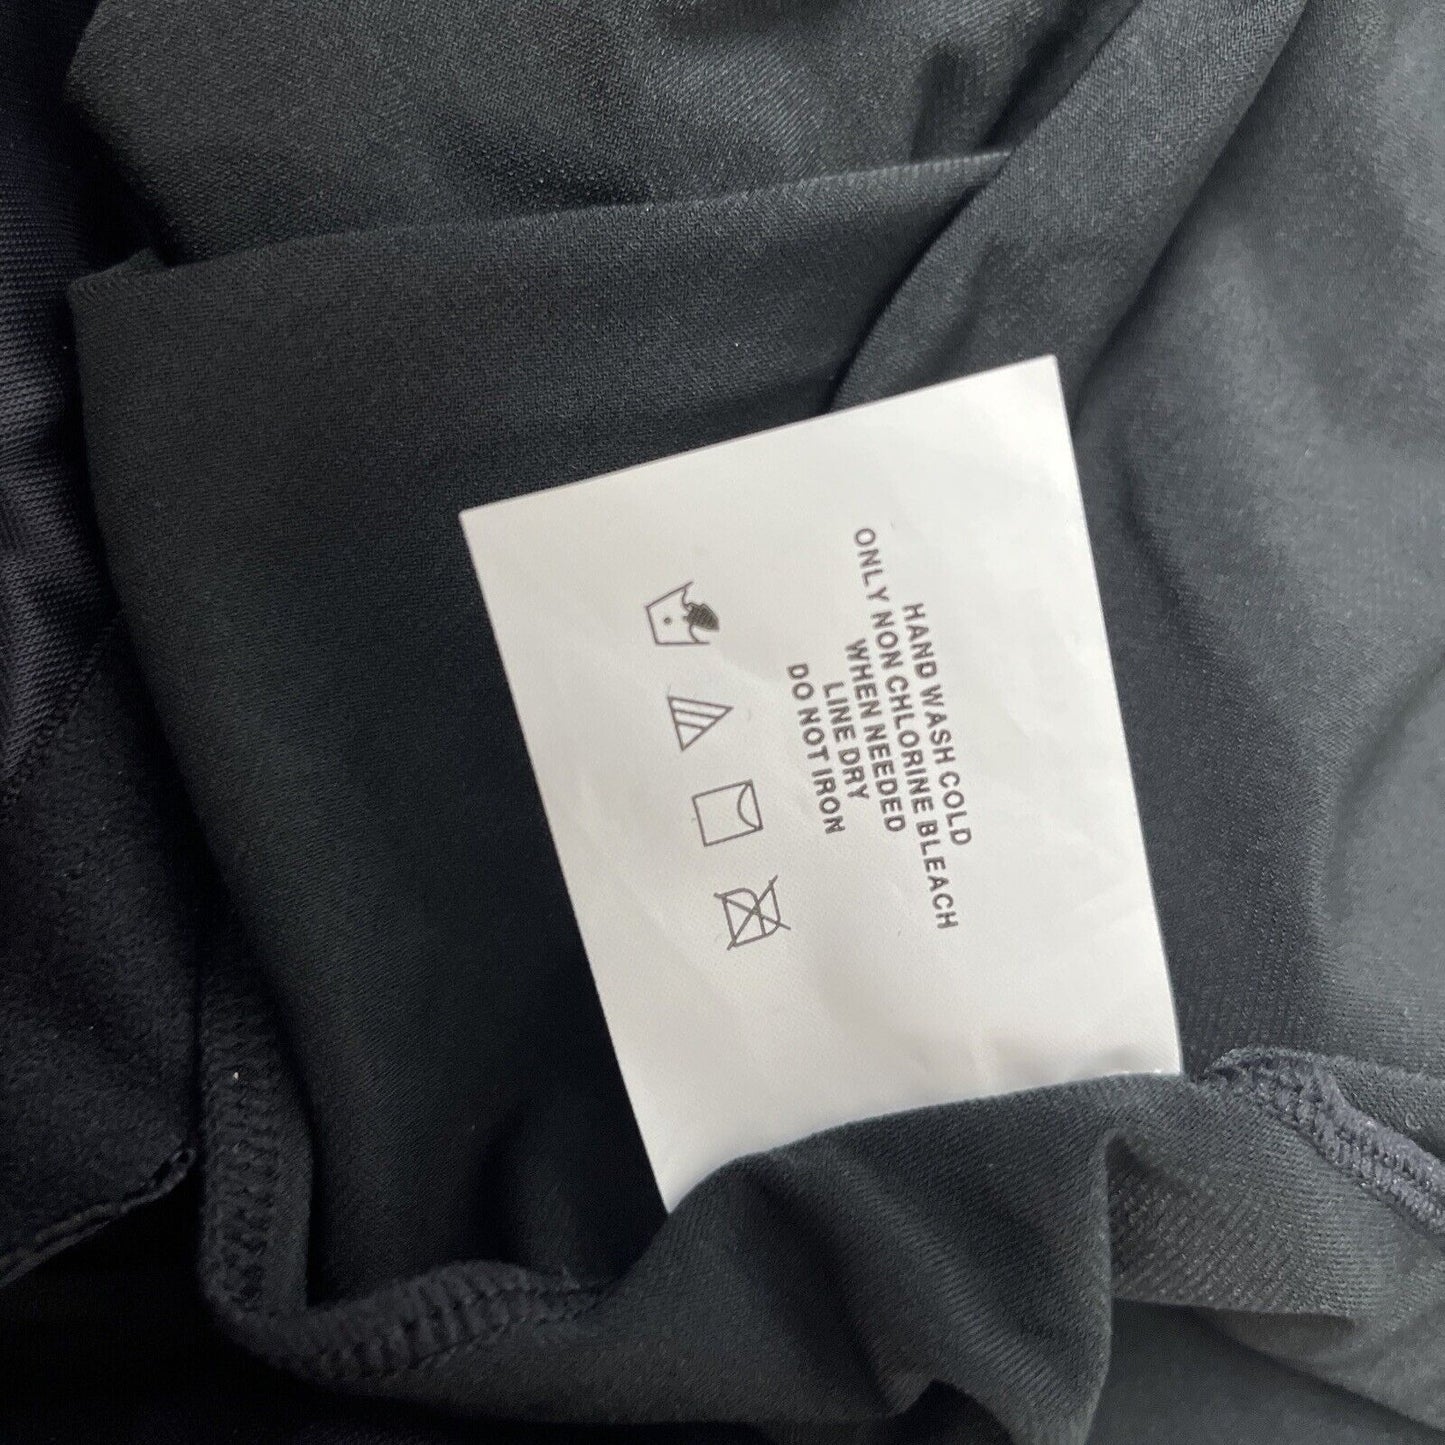 HAND WASH COLD
ONLY NON CHLORINE BLEACH
WHEN NEEDED
LINE DRY
DO NOT IRON